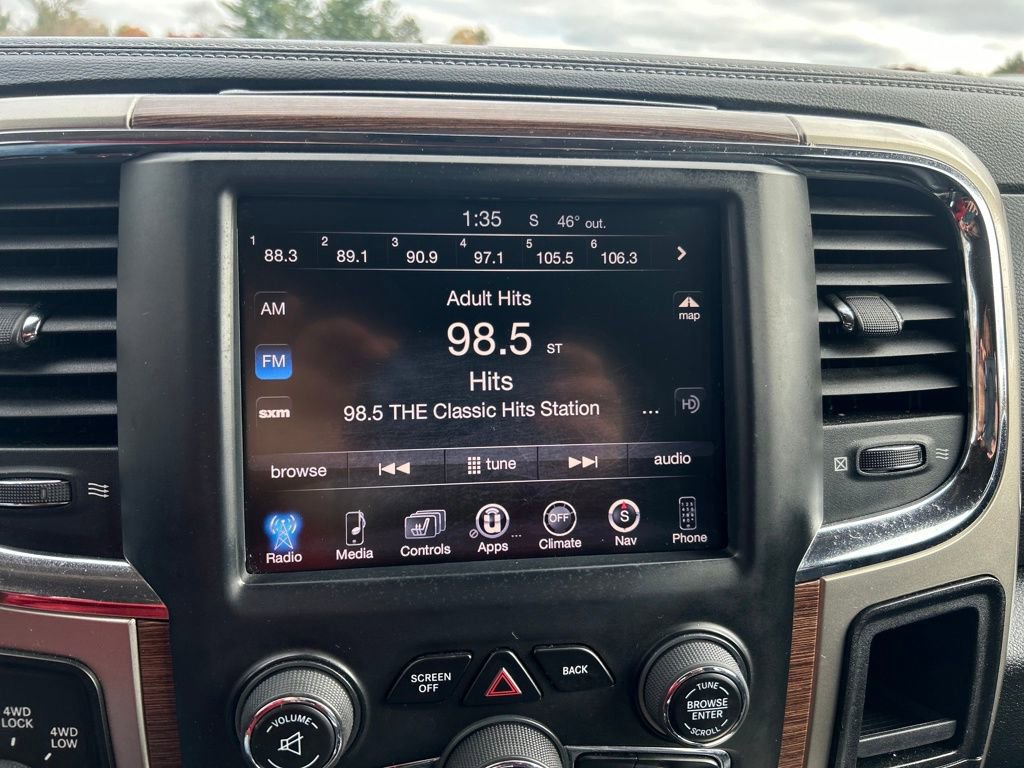 1:35 S 46° out.
1 88.3 2 89.1 3 90.9 4 97.1 5 105.5 6 106.3
Adult Hits
AM
map
98.5 ST
FM
Hits
sxm
98.5 THE Classic Hits Station ...
HD
browse tune audio
OFF S
Radio Media Controls Apps ... Climate Nav Phone
SCREEN
OFF
BACK
4WD
LOCK
4WD
LOW
VOLUME
TUNE
BROWSE
ENTER
SCROLL